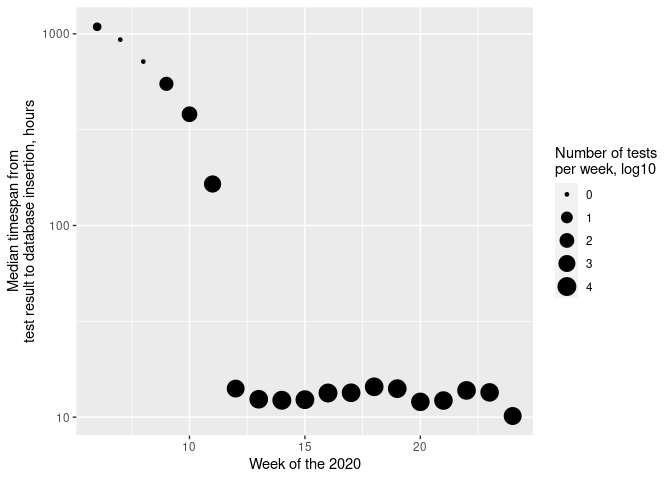 Median timespan from
test result to database insertion, hours
1000
100
10
10
15
20
Week of the 2020
Number of tests
per week, log10
0
1
2
3
4